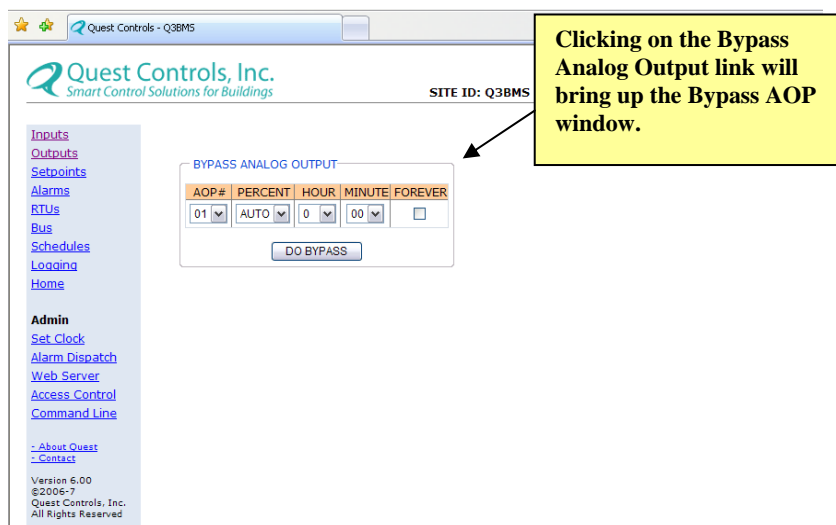 Quest Controls - Q3BMS
Clicking on the Bypass
Analog Output link will
bring up the Bypass AOP
window.
Quest Controls, Inc.
Smart Control Solutions for Buildings
SITE ID: Q3BMS
Inputs
Outputs
Setpoints
Alarms
RTUs
Bus
Schedules
Logging
Home
BYPASS ANALOG OUTPUT
AOP# PERCENT HOUR MINUTE FOREVER
01 AUTO 0 00
DO BYPASS
Admin
Set Clock
Alarm Dispatch
Web Server
Access Control
Command Line
- About Quest
- Contact
Version 6.00
©2006-7
Quest Controls, Inc.
All Rights Reserved